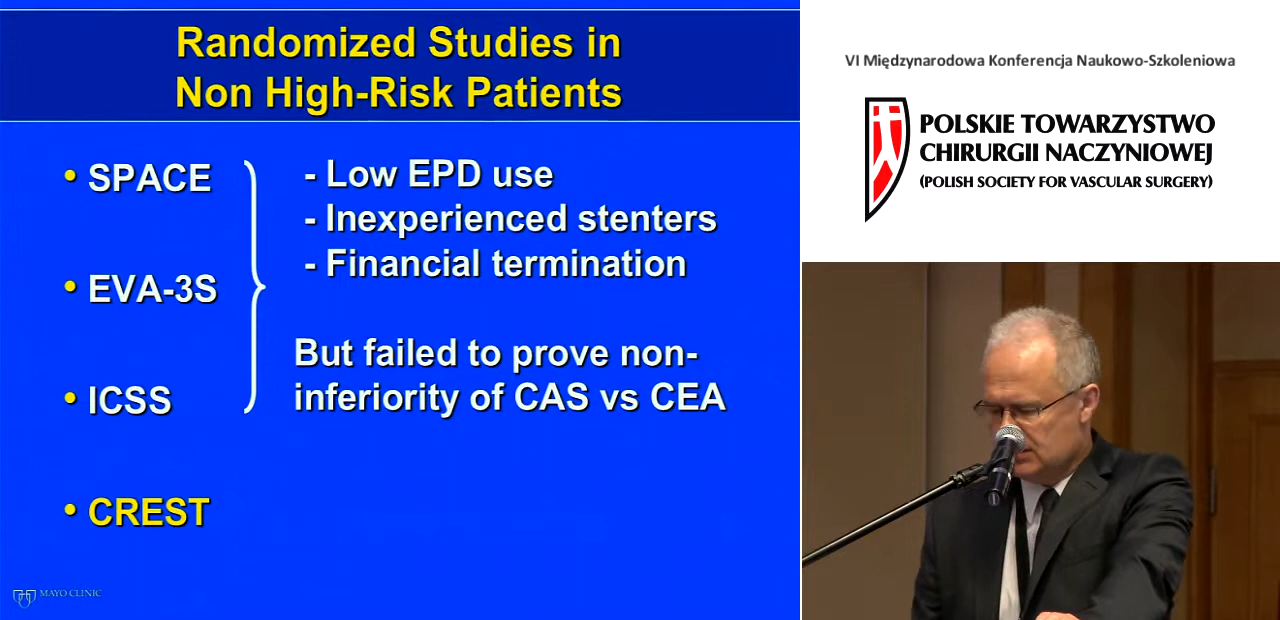 Randomized Studies in
Non High-Risk Patients
• SPACE
• EVA-3S
• ICSS
• CREST
- Low EPD use
- Inexperienced stenters
- Financial termination
But failed to prove non-
inferiority of CAS vs CEA
MAYO CLINIC
VI Międzynarodowa Konferencja Naukowo-Szkoleniowa
POLSKIE TOWARZYSTWO
CHIRURGII NACZYNIOWEJ
(POLISH SOCIETY FOR VASCULAR SURGERY)